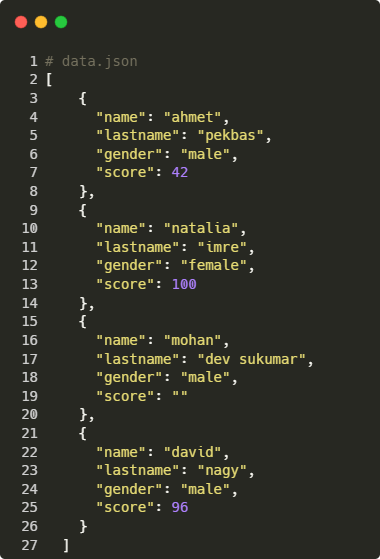 1 # data.json
2 [
3     {
4       "name": "ahmet",
5       "lastname": "pekbas",
6       "gender": "male",
7       "score": 42
8     },
9     {
10       "name": "natalia",
11       "lastname": "imre",
12       "gender": "female",
13       "score": 100
14     },
15     {
16       "name": "mohan",
17       "lastname": "dev sukumar",
18       "gender": "male",
19       "score": ""
20     },
21     {
22       "name": "david",
23       "lastname": "nagy",
24       "gender": "male",
25       "score": 96
26     }
27   ]